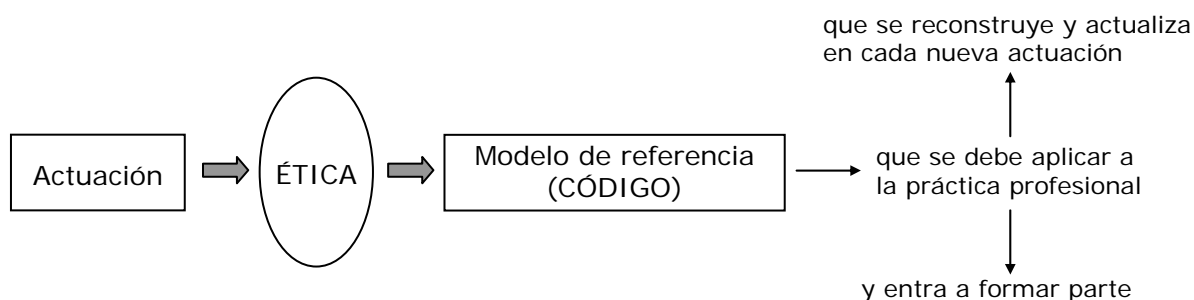 que se reconstruye y actualiza
en cada nueva actuación
Actuación
ÉTICA
Modelo de referencia
(CÓDIGO)
que se debe aplicar a
la práctica profesional
y entra a formar parte